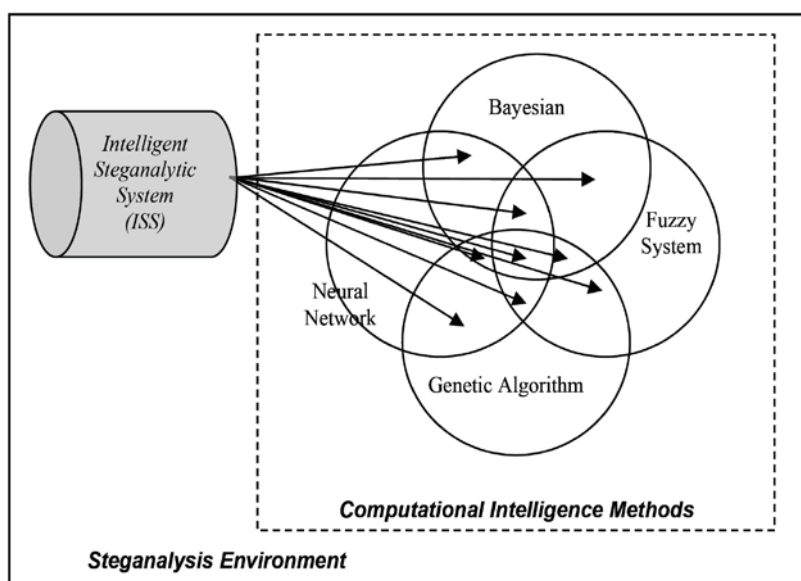 Intelligent
Steganalytic
System
(ISS)
Bayesian
Fuzzy
System
Neural
Network
Genetic Algorithm
Computational Intelligence Methods
Steganalysis Environment